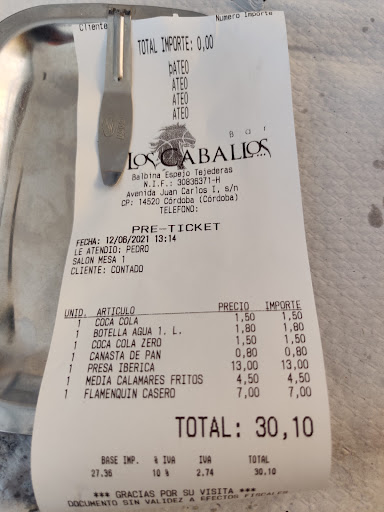 Cliente
Numero Importe
TOTAL IMPORTE: 0,00
PATEO
ATEO
ATEO
ATEO
Bar
LOS CABALLOS...
Balbina Espejo Tejederas
N.I.F.: 30836371-H
Avenida Juan Carlos I, s/n
CP: 14520 Córdoba (Córdoba)
TELEFONO:
PRE-TICKET
FECHA: 12/06/2021 13:14
LE ATENDIO: PEDRO
SALON MESA 1
CLIENTE: CONTADO
UNID. ARTICULO PRECIO IMPORTE
1 COCA COLA 1,50 1,50
1 BOTELLA AGUA 1. L. 1,80 1,80
1 COCA COLA ZERO 1,50 1,50
1 CANASTA DE PAN 0,80 0,80
1 PRESA IBERICA 13,00 13,00
1 MEDIA CALAMARES FRITOS 4,50 4,50
1 FLAMENQUIN CASERO 7,00 7,00
TOTAL: 30,10
BASE IMP. % IVA IVA TOTAL
27.36 10 % 2.74 30.10
*** GRACIAS POR SU VISITA ***
DOCUMENTO SIN VALIDEZ A EFECTOS FISCALES